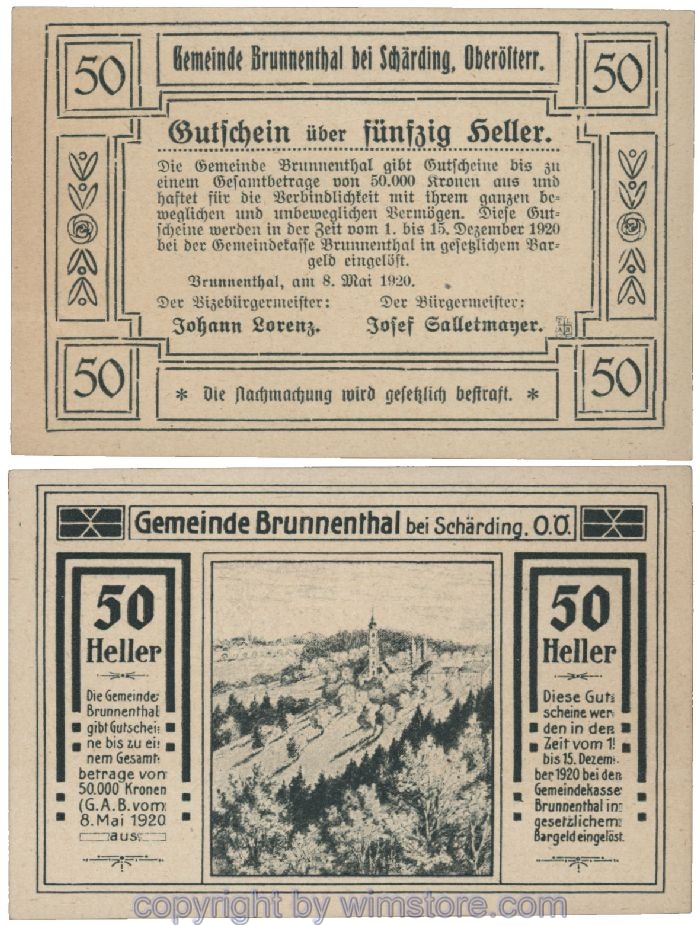 50
Gemeinde Brunnenthal bei Schärding, Oberösterr.
50
Gutschein über fünfzig Heller.
Die Gemeinde Brunnenthal gibt Gutscheine bis zu
einem Gesamtbetrage von 50.000 Kronen aus und
haftet für die Verbindlichkeit mit ihrem ganzen be-
weglichen und unbeweglichen Vermögen. Diese Gut-
scheine werden in der Zeit vom 1. bis 15. Dezember 1920
bei der Gemeindekasse Brunnenthal in gesetzlichem Bar-
geld eingelöst.
Brunnenthal, am 8. Mai 1920.
Der Vizebürgermeister: Der Bürgermeister:
Johann Lorenz. Josef Salletmayer.
50
* Die Nachmachung wird gesetzlich bestraft. *
50
Gemeinde Brunnenthal bei Schärding, O.Ö.
50
Heller
Die Gemeinde
Brunnenthal
gibt Gutschei-
ne bis zu ei-
nem Gesamt-
betrage von
50.000 Kronen
(G.A.B. vom
8. Mai 1920
aus
50
Heller
Diese Gut-
scheine wer-
den in der
Zeit vom 1.
bis 15. Dezem-
ber 1920 bei der
Gemeindekasse
Brunnenthal in
gesetzlichem
Bargeld eingelöst.
copyright by wimstore.com